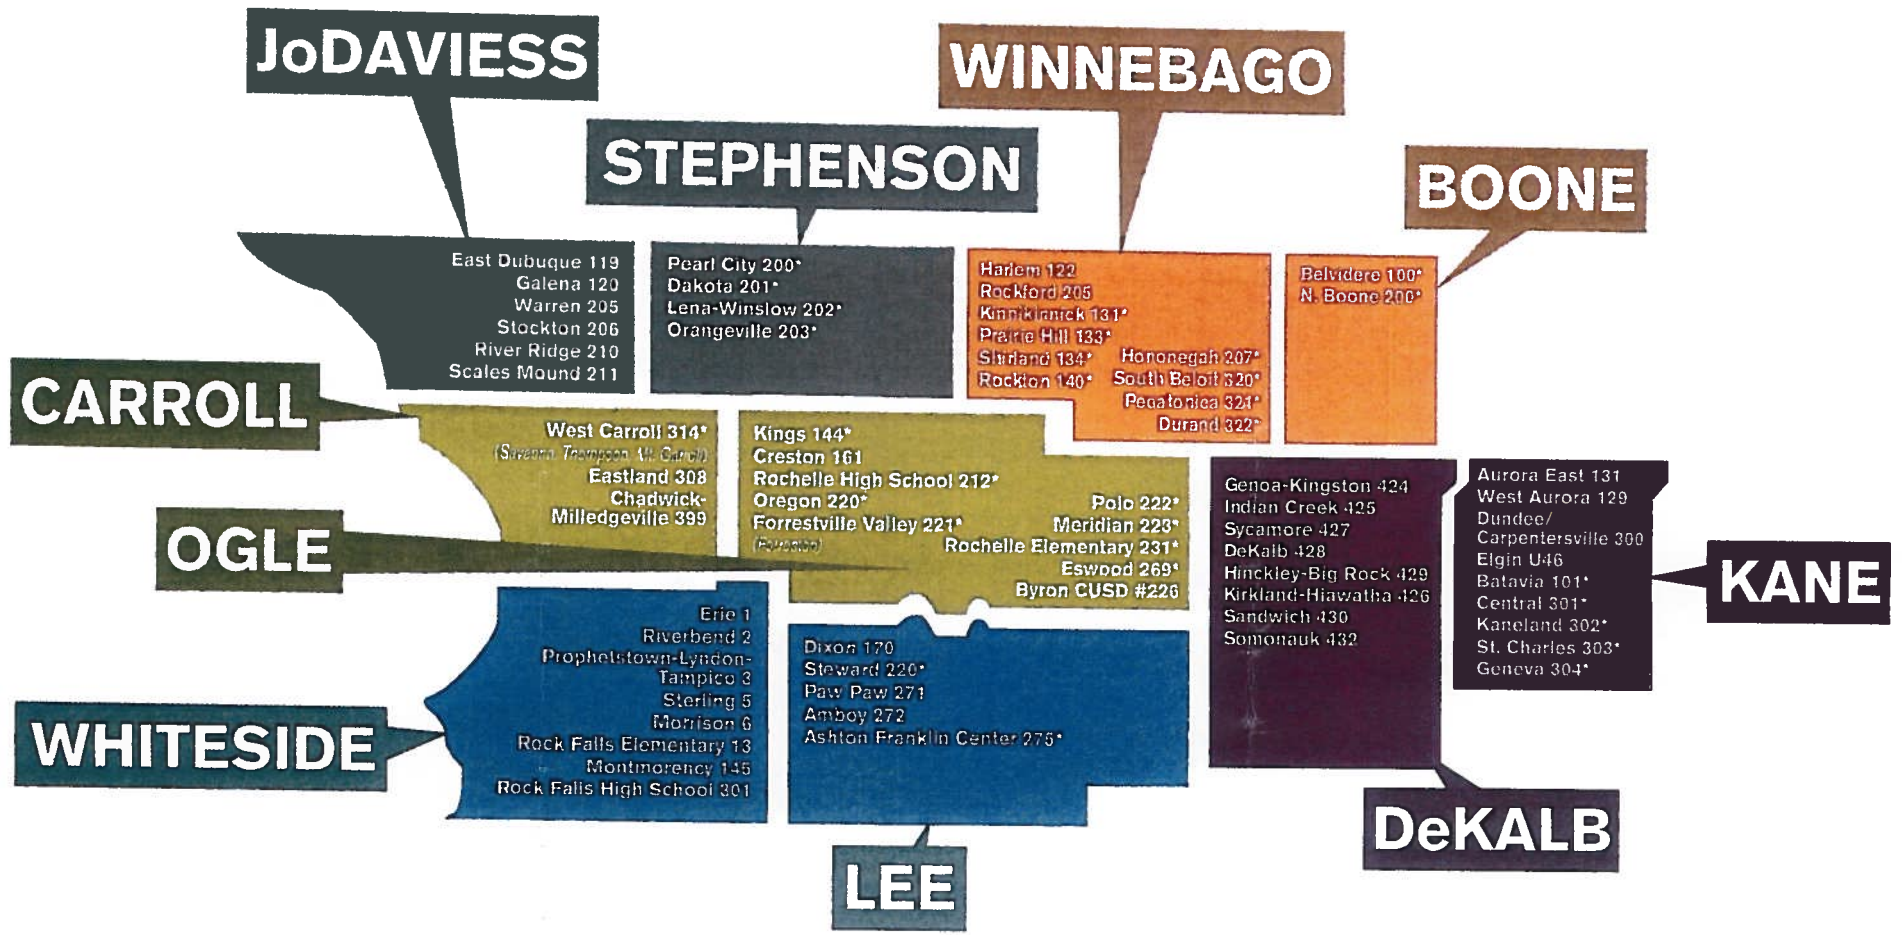 JoDAVIESS
WINNEBAGO
STEPHENSON
BOONE
East Dubuque 119
Galena 120
Warren 205
Stockton 206
River Ridge 210
Scales Mound 211
Pearl City 200*
Dakota 201*
Lena-Winslow 202*
Orangeville 203*
Harlem 122
Rockford 205
Kinnikinnick 131*
Prairie Hill 133*
Shirland 134*
Rockton 140*
Hononegah 207*
South Beloit 320*
Pecatonica 321*
Durand 322*
Belvidere 100*
N. Boone 200*
CARROLL
West Carroll 314*
(Savanna, Thompson, Mt. Carroll)
Eastland 308
Chadwick-
Milledgeville 399
OGLE
Kings 144*
Creston 161
Rochelle High School 212*
Oregon 220*
Forrestville Valley 221*
(Forreston)
Polo 222*
Meridian 223*
Rochelle Elementary 231*
Eswood 269*
Byron CUSD #226
Genoa-Kingston 424
Indian Creek 425
Sycamore 427
DeKalb 428
Hinckley-Big Rock 429
Kirkland-Hiawatha 426
Sandwich 430
Somonauk 432
Aurora East 131
West Aurora 129
Dundee/
Carpentersville 300
Elgin U46
Batavia 101*
Central 301*
Kaneland 302*
St. Charles 303*
Geneva 304*
KANE
WHITESIDE
Erie 1
Riverbend 2
Prophetstown-Lyndon-
Tampico 3
Sterling 5
Morrison 6
Rock Falls Elementary 13
Montmorency 145
Rock Falls High School 301
Dixon 170
Steward 220*
Paw Paw 271
Amboy 272
Ashton Franklin Center 275*
DeKALB
LEE